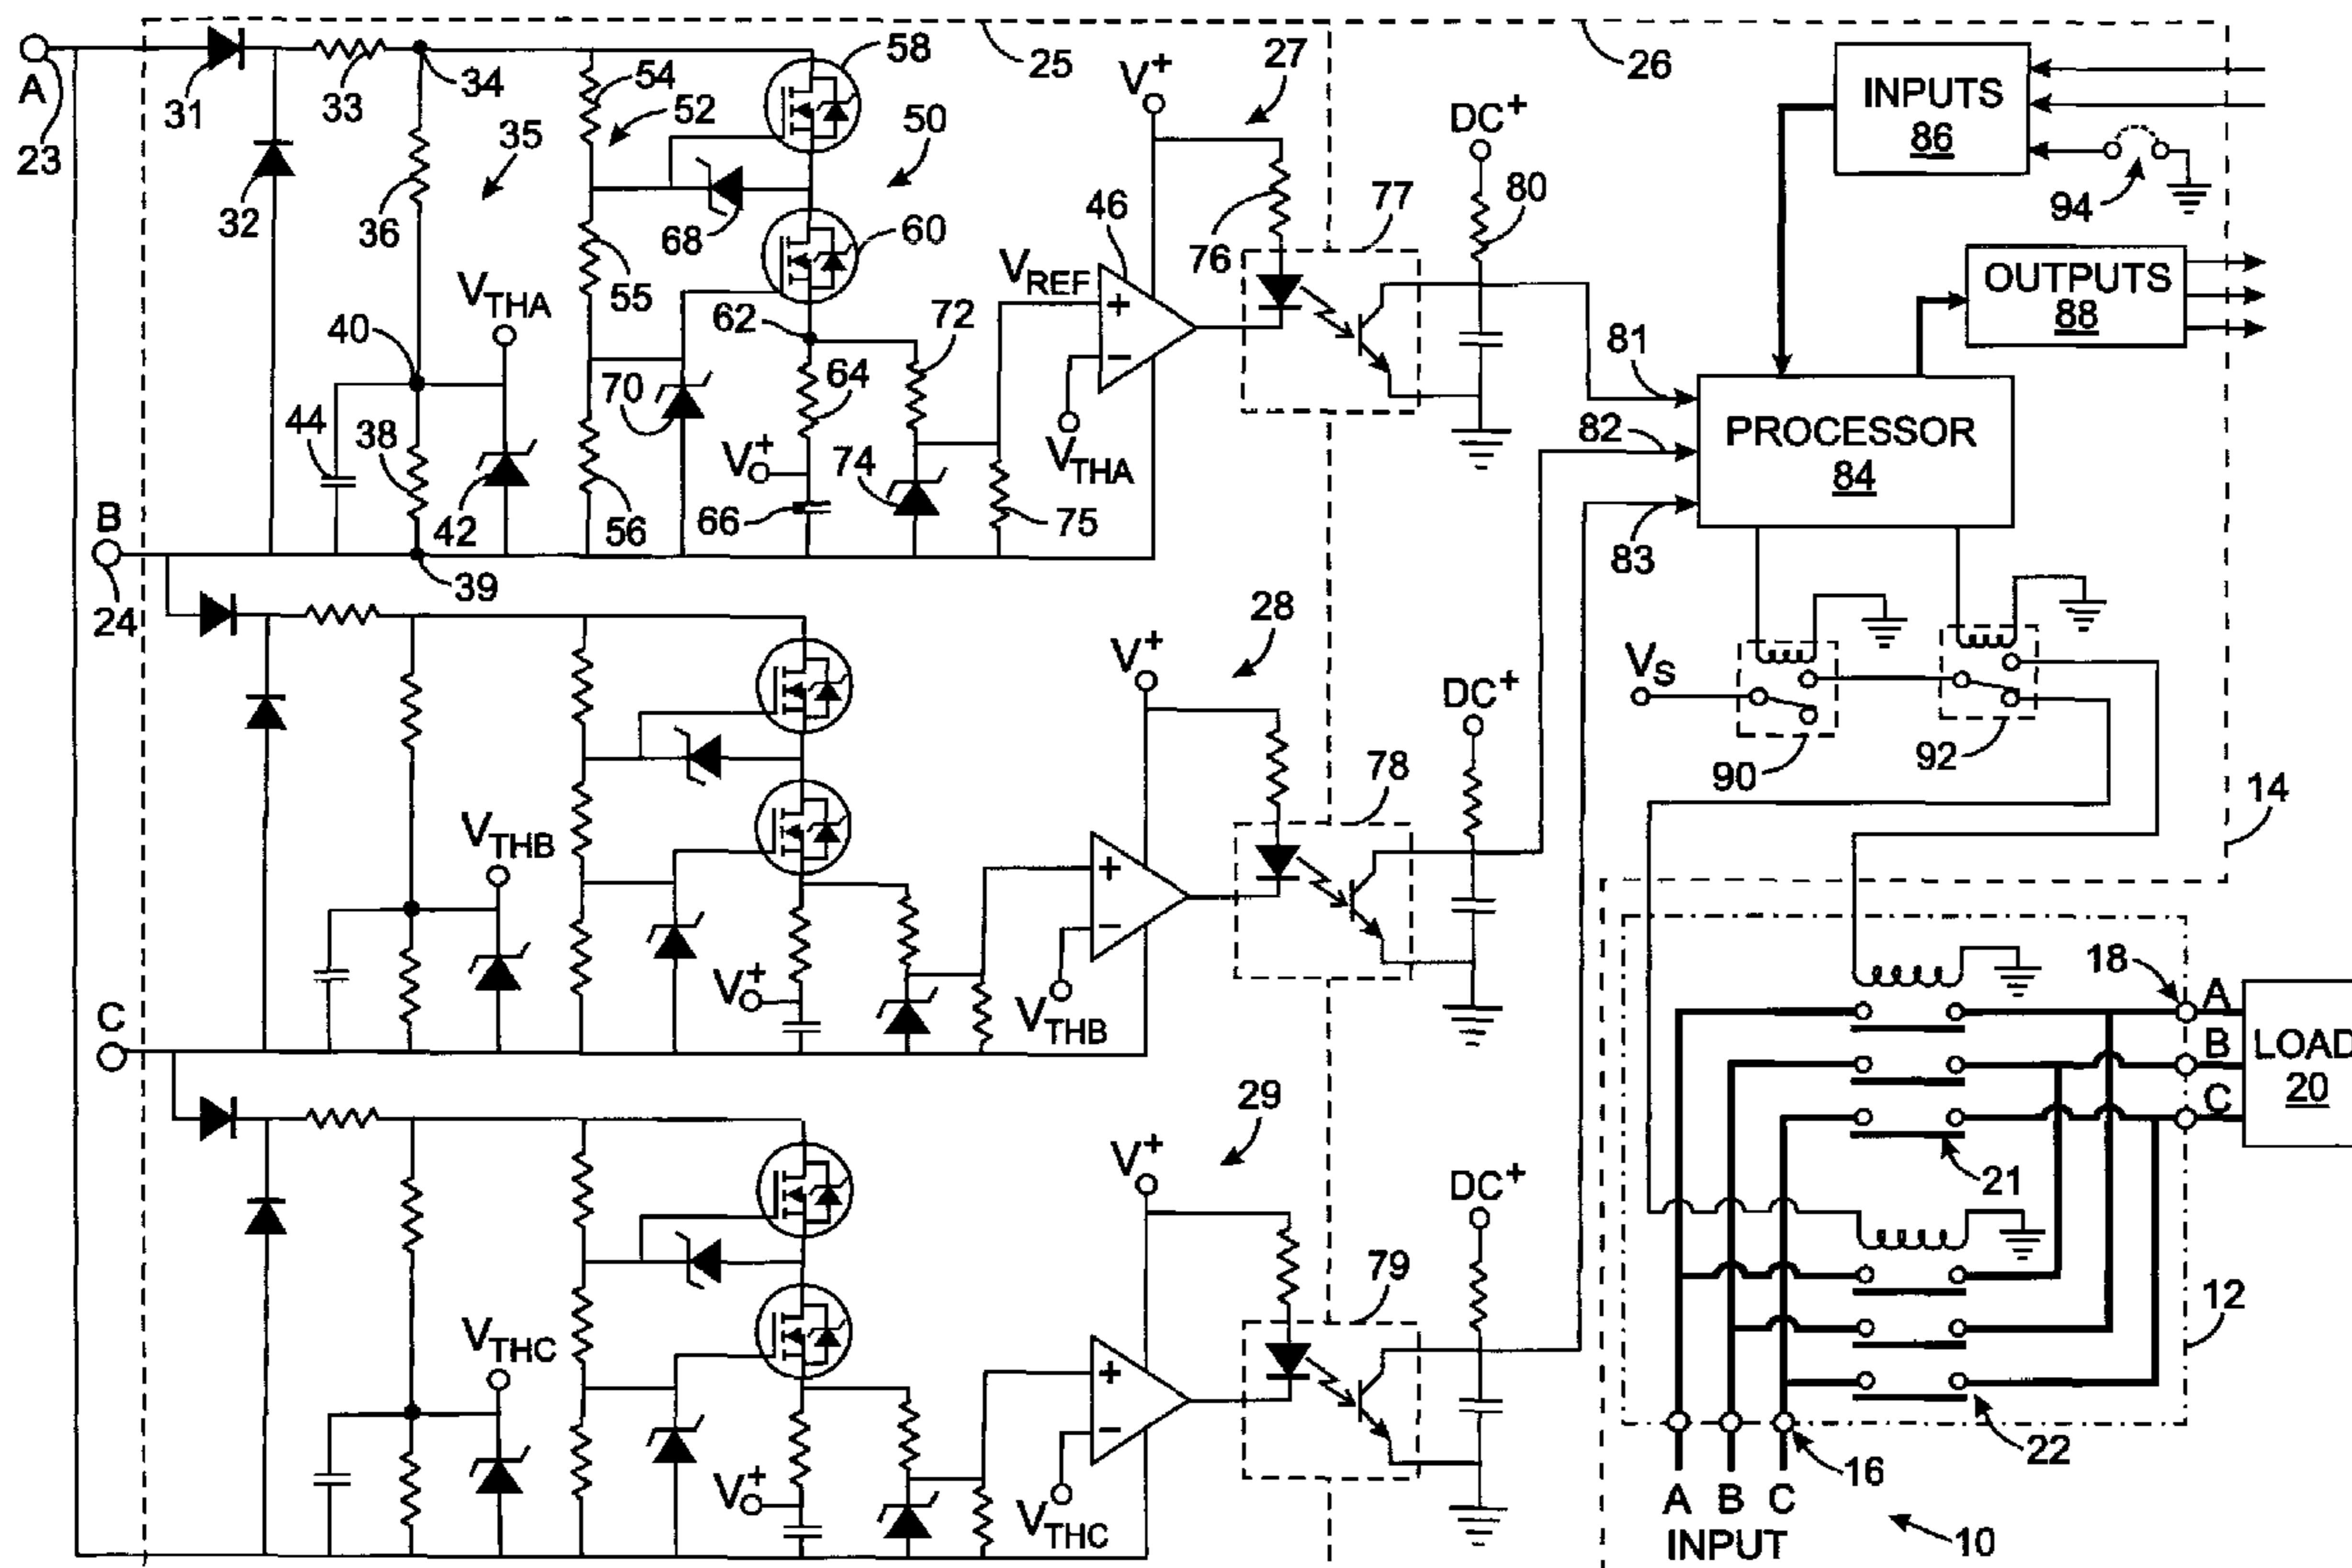 A
23
31
32
33
34
35
36
54
52
58
50
25
27
26
V+
DC+
INPUTS
86
94
OUTPUTS
88
68
60
55
46
76
77
80
VREF
VTHA
40
62
72
64
70
44
38
42
56
V+
66
74
75
VTHA
81
82
83
PROCESSOR
84
B
24
39
28
V+
DC+
VS
90
92
14
78
VTHB
V+
VTHB
C
29
V+
DC+
79
VTHC
V+
VTHC
18
A
B
C
LOAD
20
21
12
22
16
A B C
INPUT
10